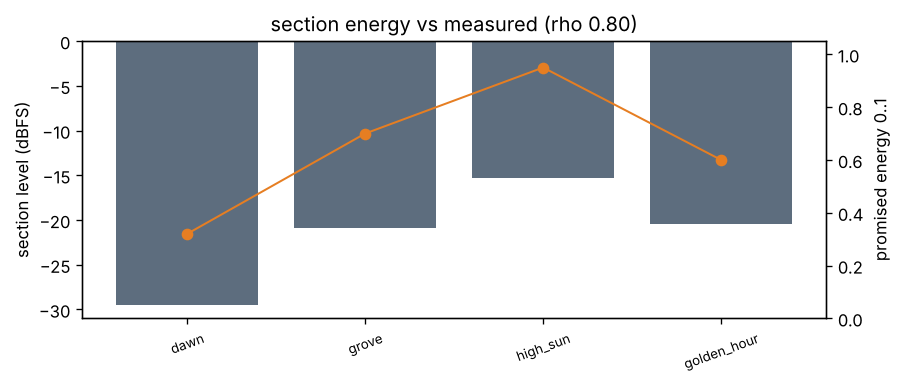 section energy vs measured (rho 0.80)
section level (dBFS)
0
−5
−10
−15
−20
−25
−30
dawn
grove
high_sun
golden_hour
1.0
0.8
0.6
0.4
0.2
0.0
promised energy 0..1